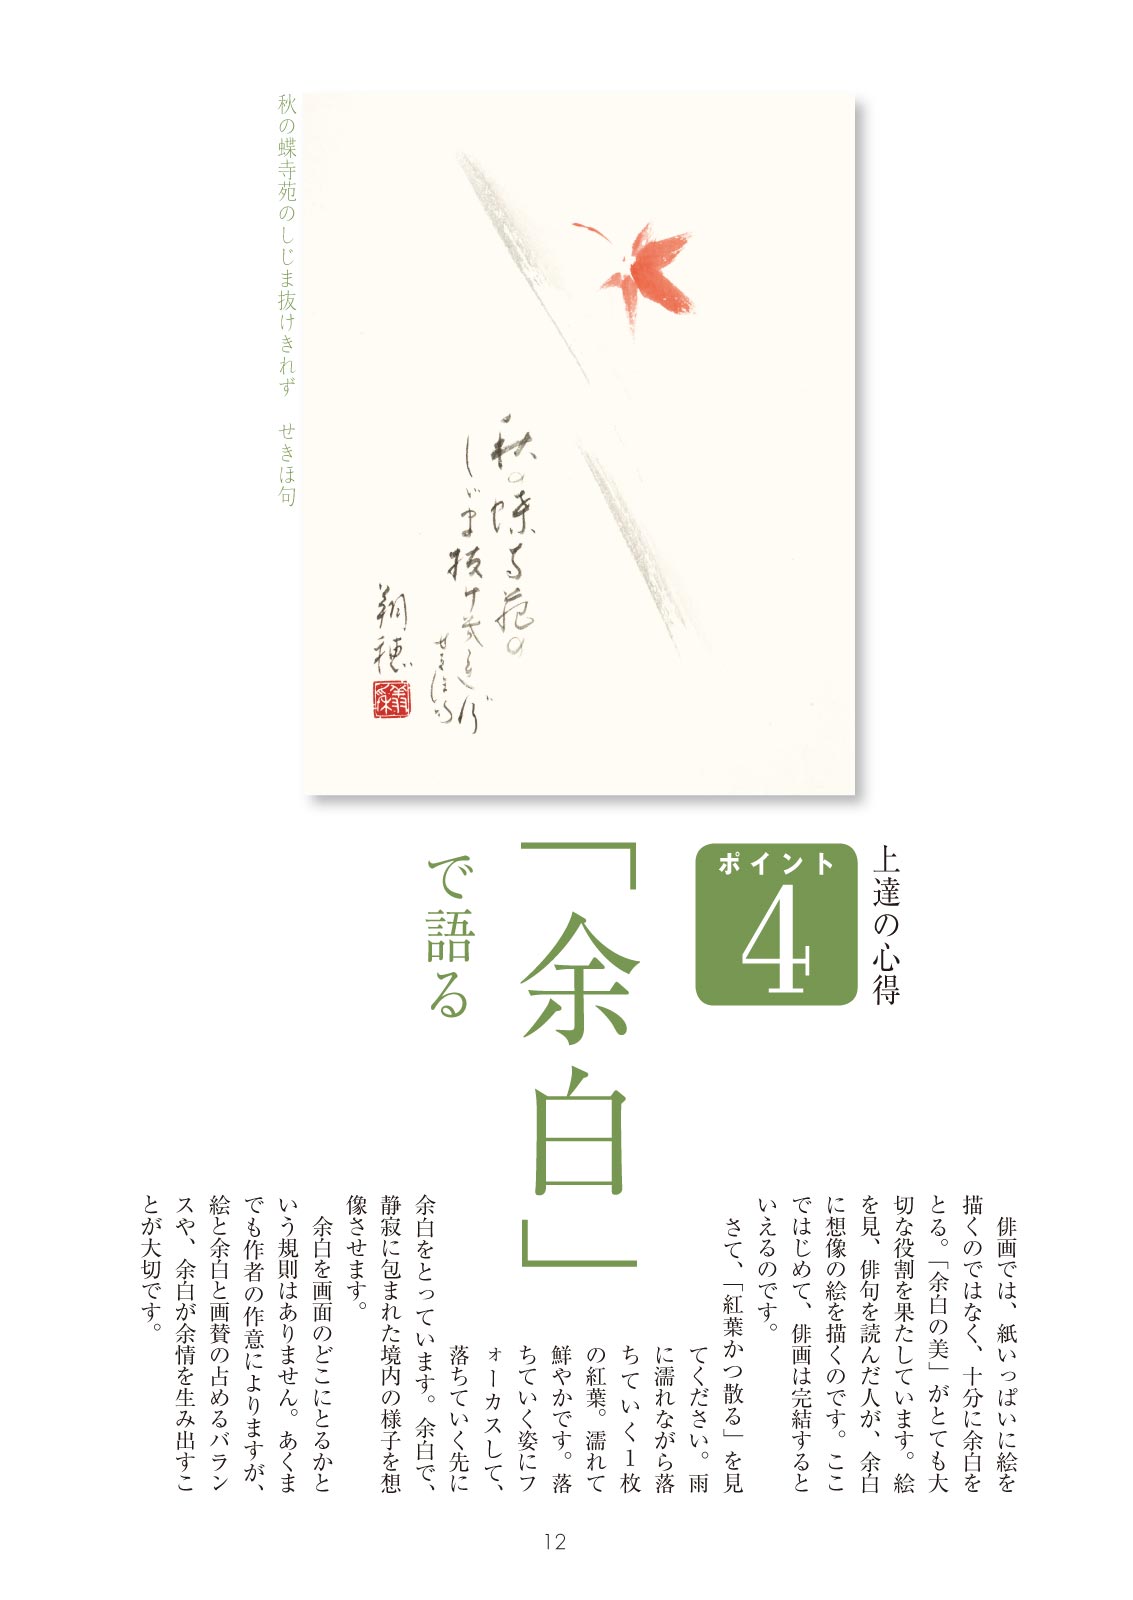 秋の蝶寺苑のしじま抜けきれず　せきほ句
秋の蝶寺苑の
しじま抜けきれず
せきほ句
翔穂
上達の心得
ポイント
4
「余白」
で語る
俳画では、紙いっぱいに絵を
描くのではなく、十分に余白を
とる。「余白の美」がとても大
切な役割を果たしています。絵
を見、俳句を読んだ人が、余白
に想像の絵を描くのです。ここ
ではじめて、俳画は完結すると
いえるのです。
さて、「紅葉かつ散る」を見
てください。雨
に濡れながら落
ちていく1枚
の紅葉。濡れて
鮮やかです。落
ちていく姿にフ
ォーカスして、
落ちていく先に
余白をとっています。余白で、
静寂に包まれた境内の様子を想
像させます。
余白を画面のどこにとるかと
いう規則はありません。あくま
でも作者の作意によりますが、
絵と余白と画賛の占めるバラン
スや、余白が余情を生み出すこ
とが大切です。
12